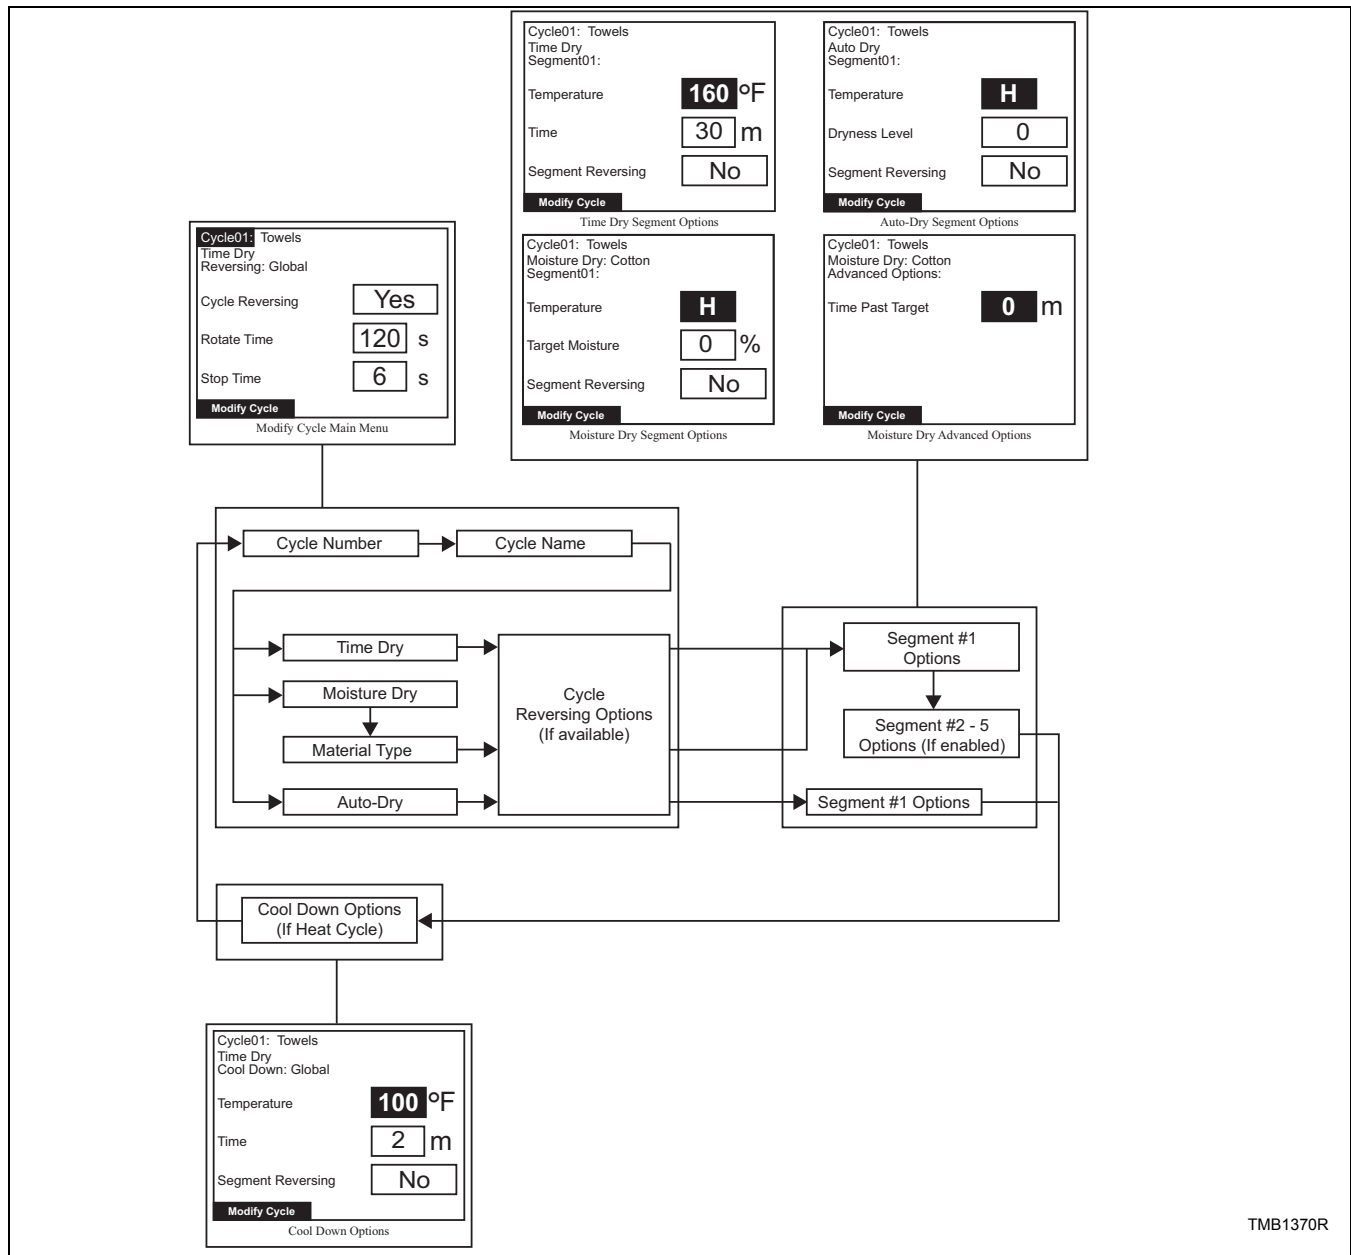 Cycle01: Towels
Time Dry
Segment01:
Temperature 160 °F
Time 30 m
Segment Reversing No
Modify Cycle
Time Dry Segment Options
Cycle01: Towels
Auto Dry
Segment01:
Temperature H
Dryness Level 0
Segment Reversing No
Modify Cycle
Auto-Dry Segment Options
Cycle01: Towels
Time Dry
Reversing: Global
Cycle Reversing Yes
Rotate Time 120 s
Stop Time 6 s
Modify Cycle
Modify Cycle Main Menu
Cycle01: Towels
Moisture Dry: Cotton
Segment01:
Temperature H
Target Moisture 0 %
Segment Reversing No
Modify Cycle
Moisture Dry Segment Options
Cycle01: Towels
Moisture Dry: Cotton
Advanced Options:
Time Past Target 0 m
Modify Cycle
Moisture Dry Advanced Options
Cycle Number
Cycle Name
Time Dry
Moisture Dry
Material Type
Auto-Dry
Cycle
Reversing Options
(If available)
Segment #1
Options
Segment #2 - 5
Options (If enabled)
Segment #1 Options
Cool Down Options
(If Heat Cycle)
Cycle01: Towels
Time Dry
Cool Down: Global
Temperature 100 °F
Time 2 m
Segment Reversing No
Modify Cycle
Cool Down Options
TMB1370R